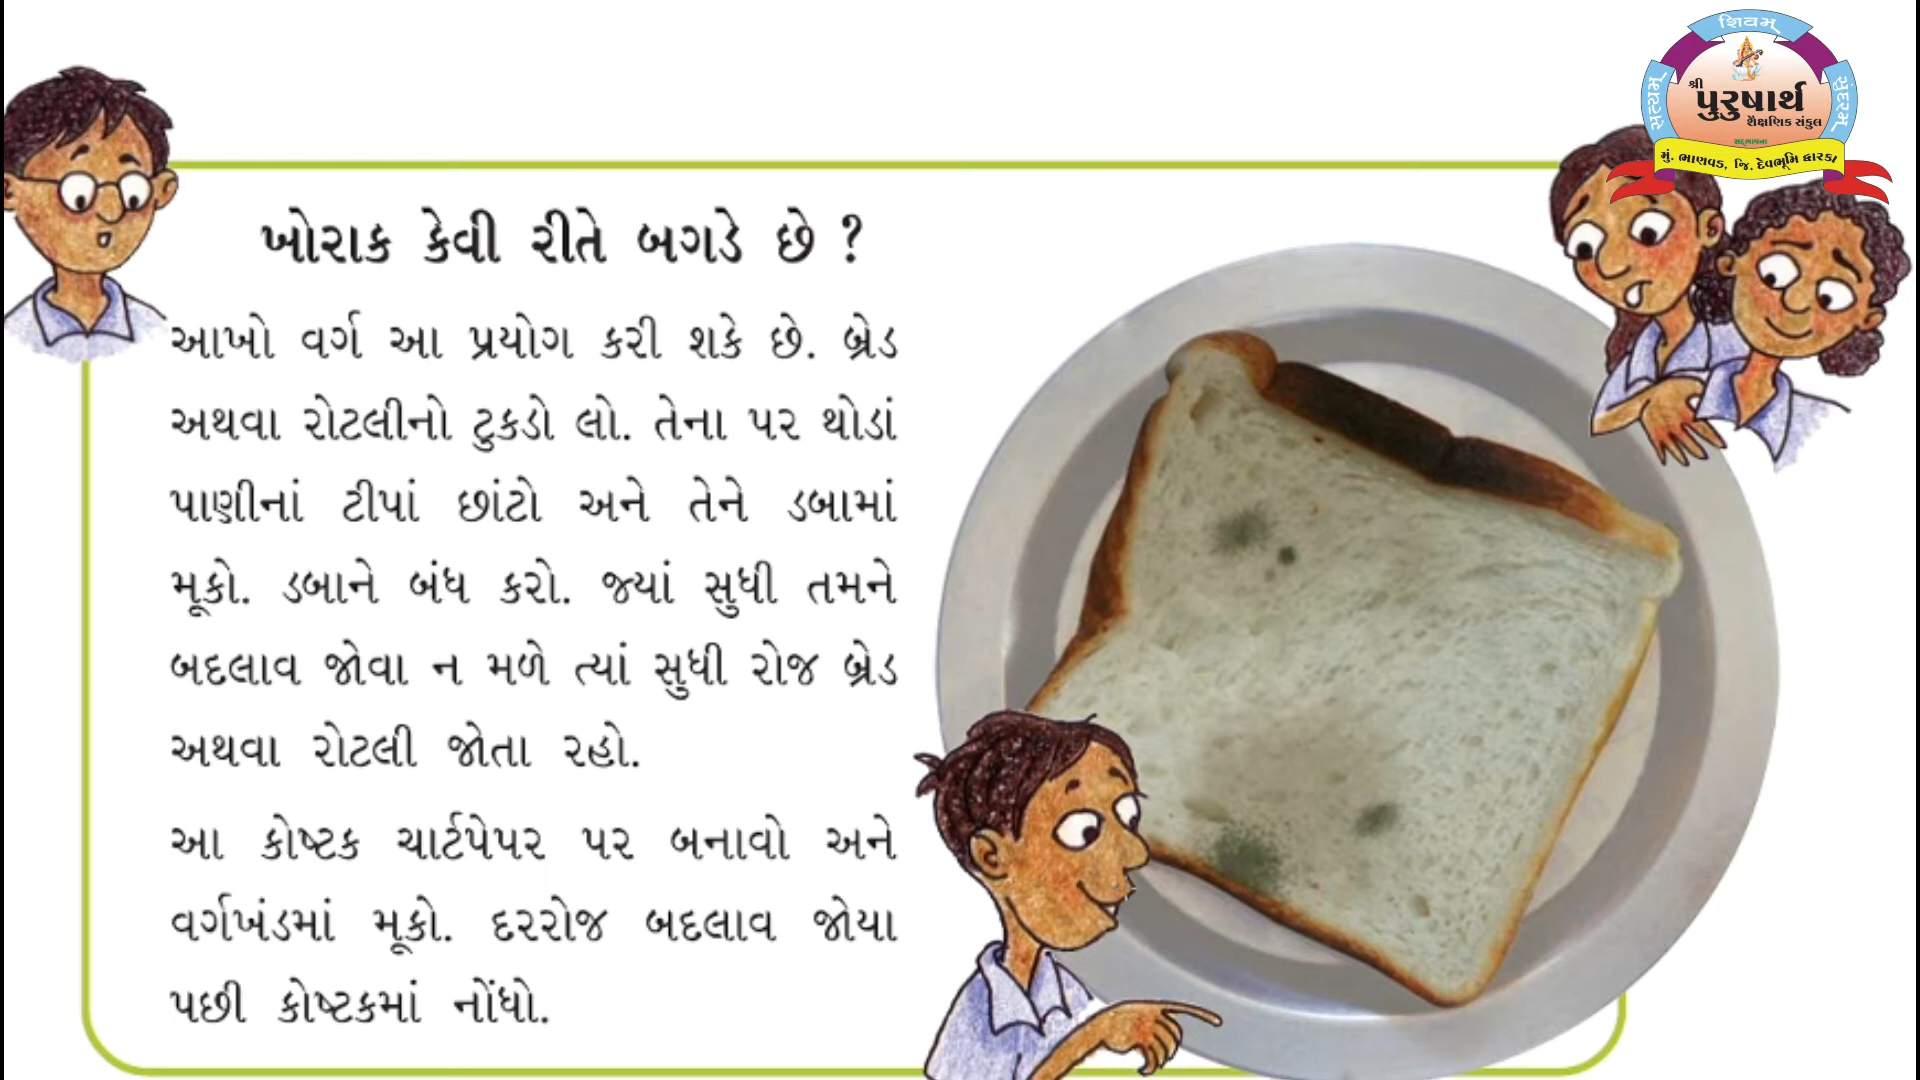 શિવમ્
સત્યમ્
સુંદરમ્
શ્રી
પુરુષાર્થ
શૈક્ષણિક સંકુલ
સદ્ભાવના
મું. ભાણવડ, જિ. દેવભૂમિ દ્વારકા
ખોરાક કેવી રીતે બગડે છે ?
આખો વર્ગ આ પ્રયોગ કરી શકે છે. બ્રેડ
અથવા રોટલીનો ટુકડો લો. તેના પર થોડાં
પાણીનાં ટીપાં છાંટો અને તેને ડબામાં
મૂકો. ડબાને બંધ કરો. જ્યાં સુધી તમને
બદલાવ જોવા ન મળે ત્યાં સુધી રોજ બ્રેડ
અથવા રોટલી જોતા રહો.
આ કોષ્ટક ચાર્ટપેપર પર બનાવો અને
વર્ગખંડમાં મૂકો. દરરોજ બદલાવ જોયા
પછી કોષ્ટકમાં નોંધો.